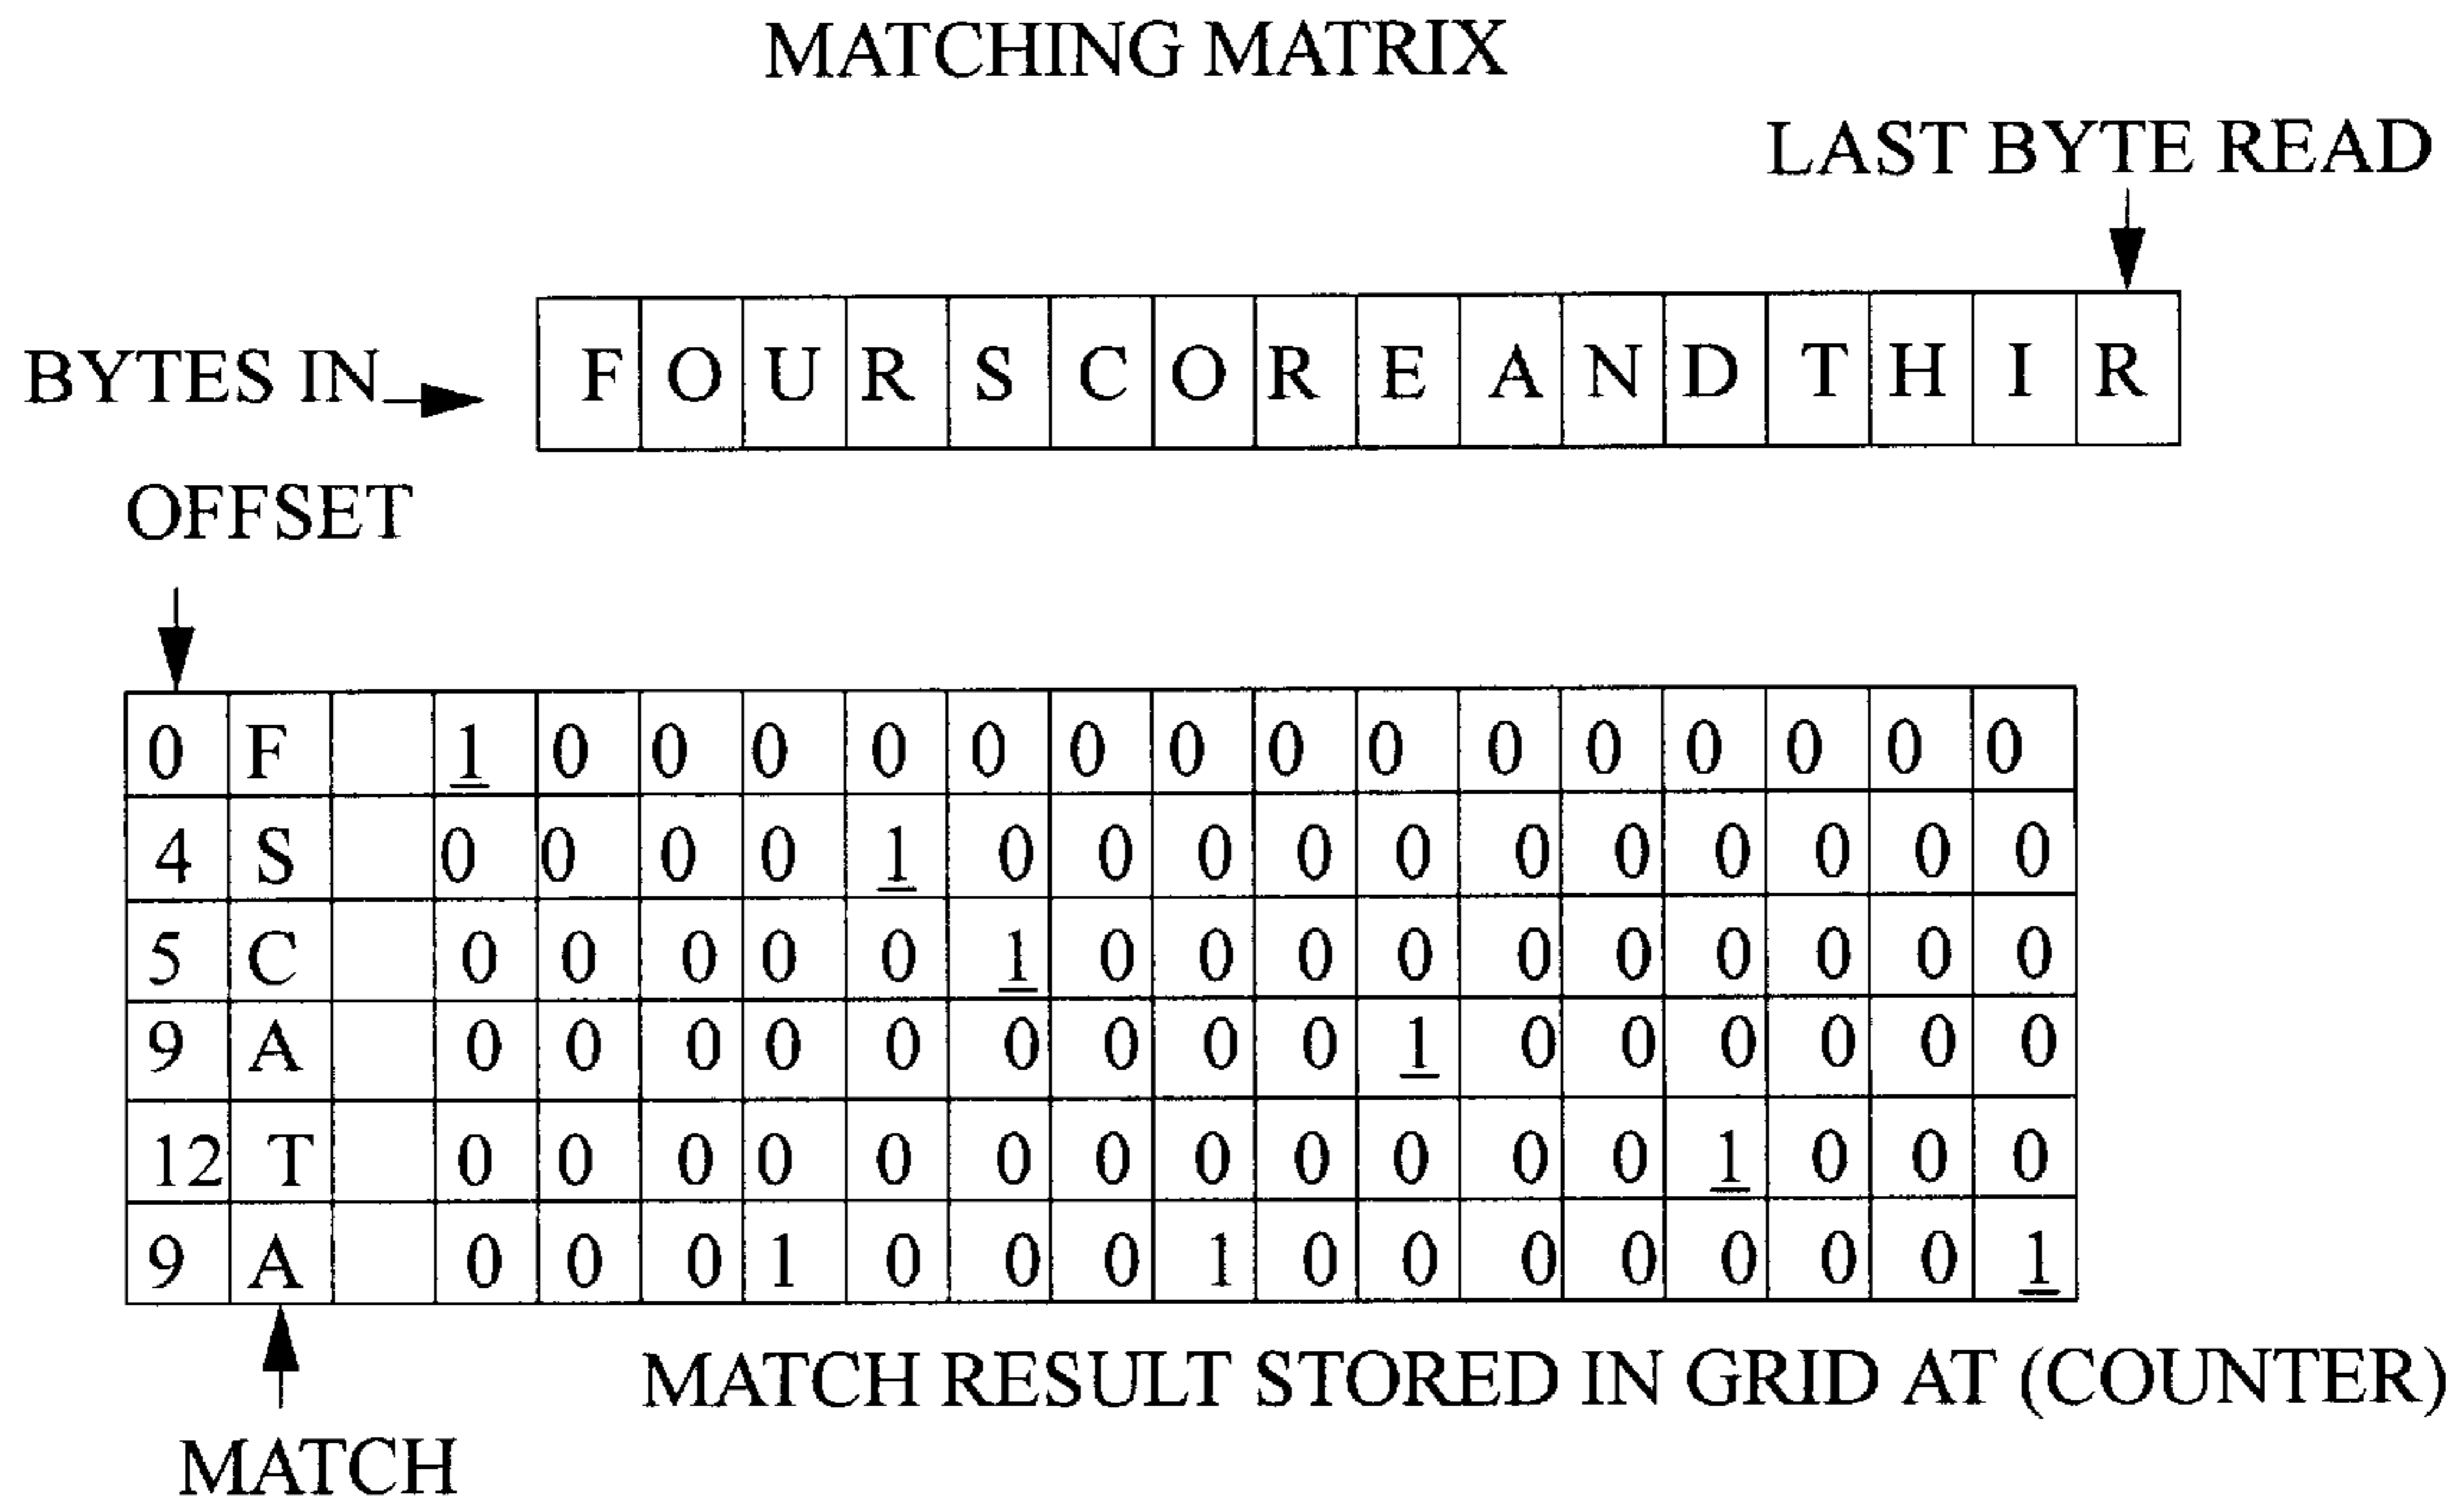 MATCHING MATRIX
LAST BYTE READ
BYTES IN
F O U R S C O R E A N D T H I R
OFFSET
0 F 1 0 0 0 0 0 0 0 0 0 0 0 0 0 0 0
4 S 0 0 0 0 1 0 0 0 0 0 0 0 0 0 0 0
5 C 0 0 0 0 0 1 0 0 0 0 0 0 0 0 0 0
9 A 0 0 0 0 0 0 0 0 0 1 0 0 0 0 0 0
12 T 0 0 0 0 0 0 0 0 0 0 0 0 1 0 0 0
9 A 0 0 0 1 0 0 0 1 0 0 0 0 0 0 0 1
MATCH RESULT STORED IN GRID AT (COUNTER)
MATCH